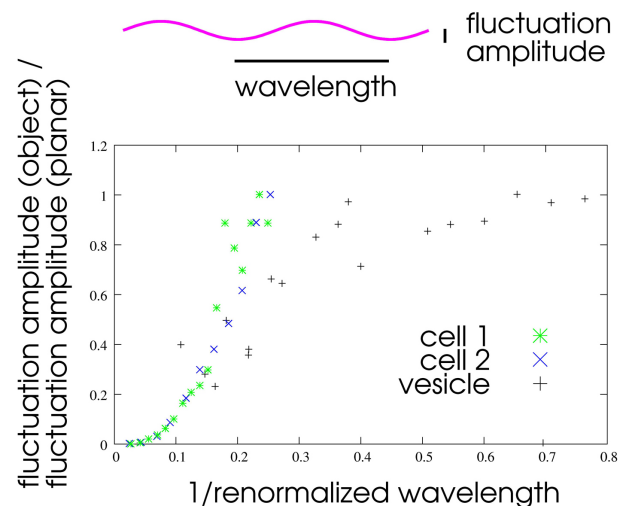 fluctuation
amplitude
wavelength
fluctuation amplitude (object) /
fluctuation amplitude (planar)
1.2
1
0.8
0.6
0.4
0.2
0
cell 1
cell 2
vesicle
0 0.1 0.2 0.3 0.4 0.5 0.6 0.7 0.8
1/renormalized wavelength